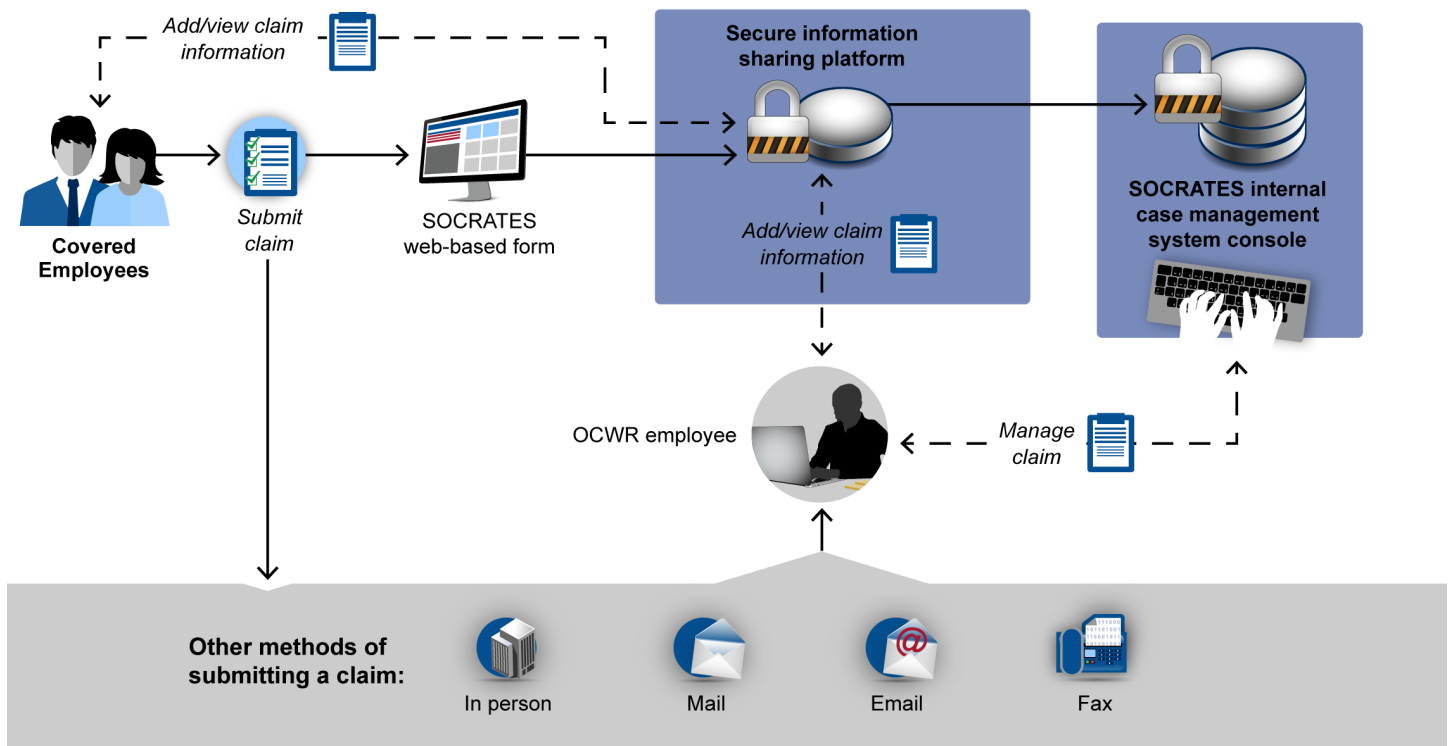 Add/view claim
information
Secure information
sharing platform
Covered
Employees
Submit
claim
SOCRATES
web-based form
Add/view claim
information
SOCRATES internal
case management
system console
OCWR employee
Manage
claim
Other methods of
submitting a claim:
In person
Mail
@
Email
Fax